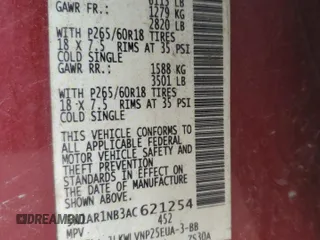 GAWR FR.: 1279 KG
2820 LB
WITH P265/60R18 TIRES
18 X 7.5 RIMS AT 35 PSI
COLD SINGLE
GAWR RR.: 1588 KG
3501 LB
WITH P265/60R18 TIRES
18 X 7.5 RIMS AT 35 PSI
COLD SINGLE
THIS VEHICLE CONFORMS TO
ALL APPLICABLE FEDERAL
MOTOR VEHICLE SAFETY AND
THEFT PREVENTION
STANDARDS IN EFFECT ON
THE DATE OF MANUFACTURE
SHOWN ABOVE.
621254
452
MPV
7530A